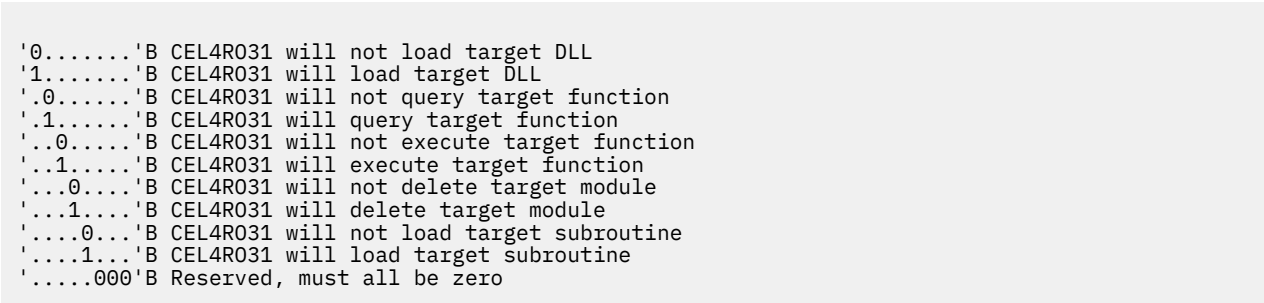 '0.......'B CEL4RO31 will not load target DLL
'1.......'B CEL4RO31 will load target DLL
'.0......'B CEL4RO31 will not query target function
'.1......'B CEL4RO31 will query target function
'..0.....'B CEL4RO31 will not execute target function
'..1.....'B CEL4RO31 will execute target function
'...0....'B CEL4RO31 will not delete target module
'...1....'B CEL4RO31 will delete target module
'....0...'B CEL4RO31 will not load target subroutine
'....1...'B CEL4RO31 will load target subroutine
'.....000'B Reserved, must all be zero